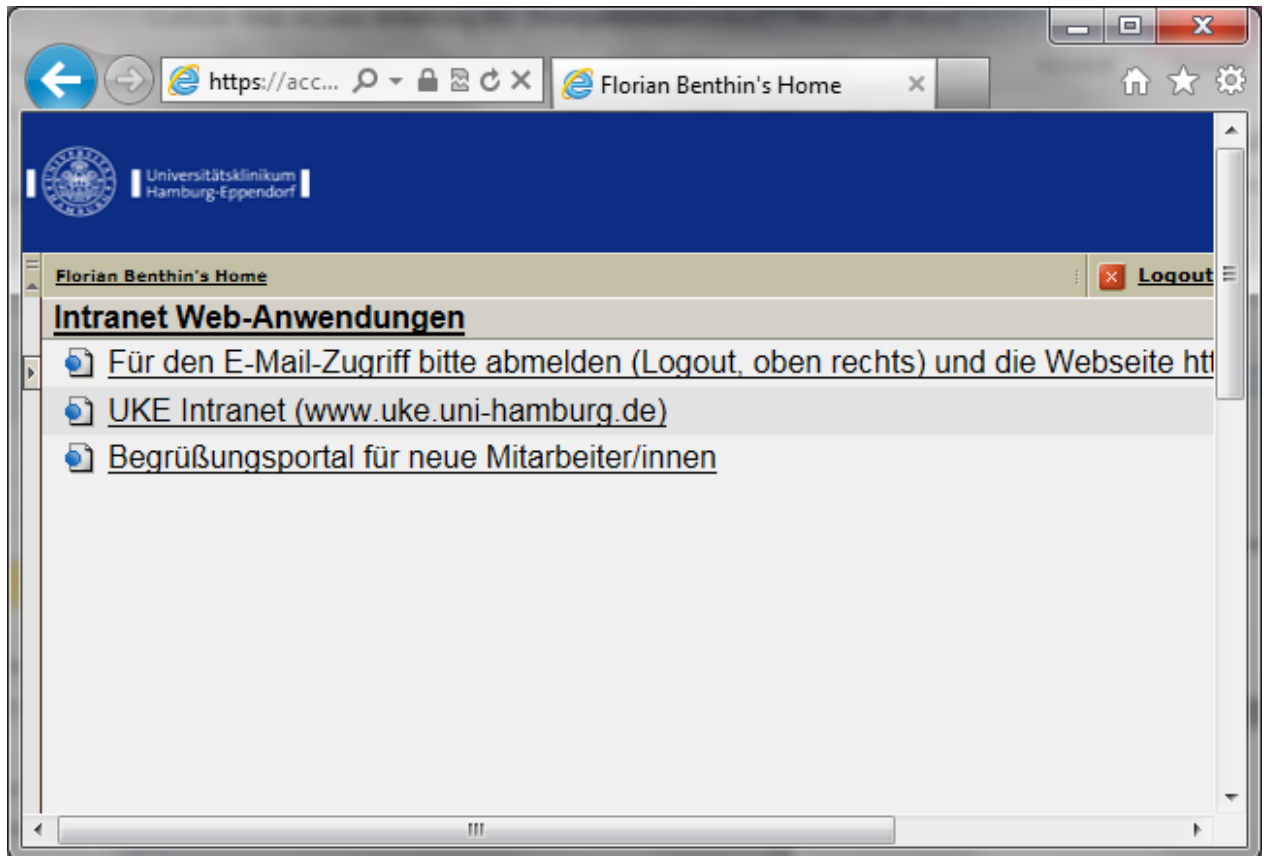 https://acc...
Florian Benthin's Home
Universitätsklinikum
Hamburg-Eppendorf
Florian Benthin's Home
Logout
Intranet Web-Anwendungen
Für den E-Mail-Zugriff bitte abmelden (Logout, oben rechts) und die Webseite htt
UKE Intranet (www.uke.uni-hamburg.de)
Begrüßungsportal für neue Mitarbeiter/innen